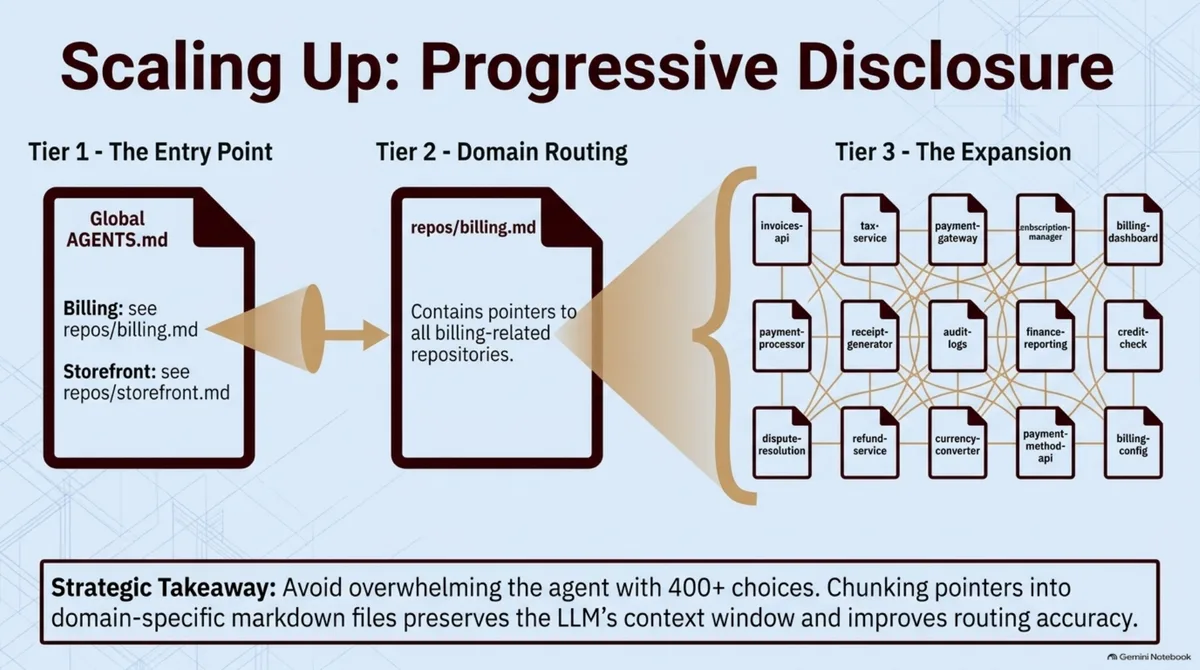 Scaling Up: Progressive Disclosure
Tier 1 - The Entry Point
Global
AGENTS.md
Billing: see
repos/billing.md
Storefront: see
repos/storefront.md
Tier 2 - Domain Routing
repos/billing.md
Contains pointers to
all billing-related
repositories.
Tier 3 - The Expansion
invoices-
api
tax-
service
payment-
gateway
enbscription-
manager
billing-
dashboard
payment-
processor
receipt-
generator
audit-
logs
finance-
reporting
credit-
check
dispute-
resolution
refund-
service
currency-
converter
payment-
method-
api
billing-
config
Strategic Takeaway: Avoid overwhelming the agent with 400+ choices. Chunking pointers into
domain-specific markdown files preserves the LLM's context window and improves routing accuracy.
Gemini Notebook